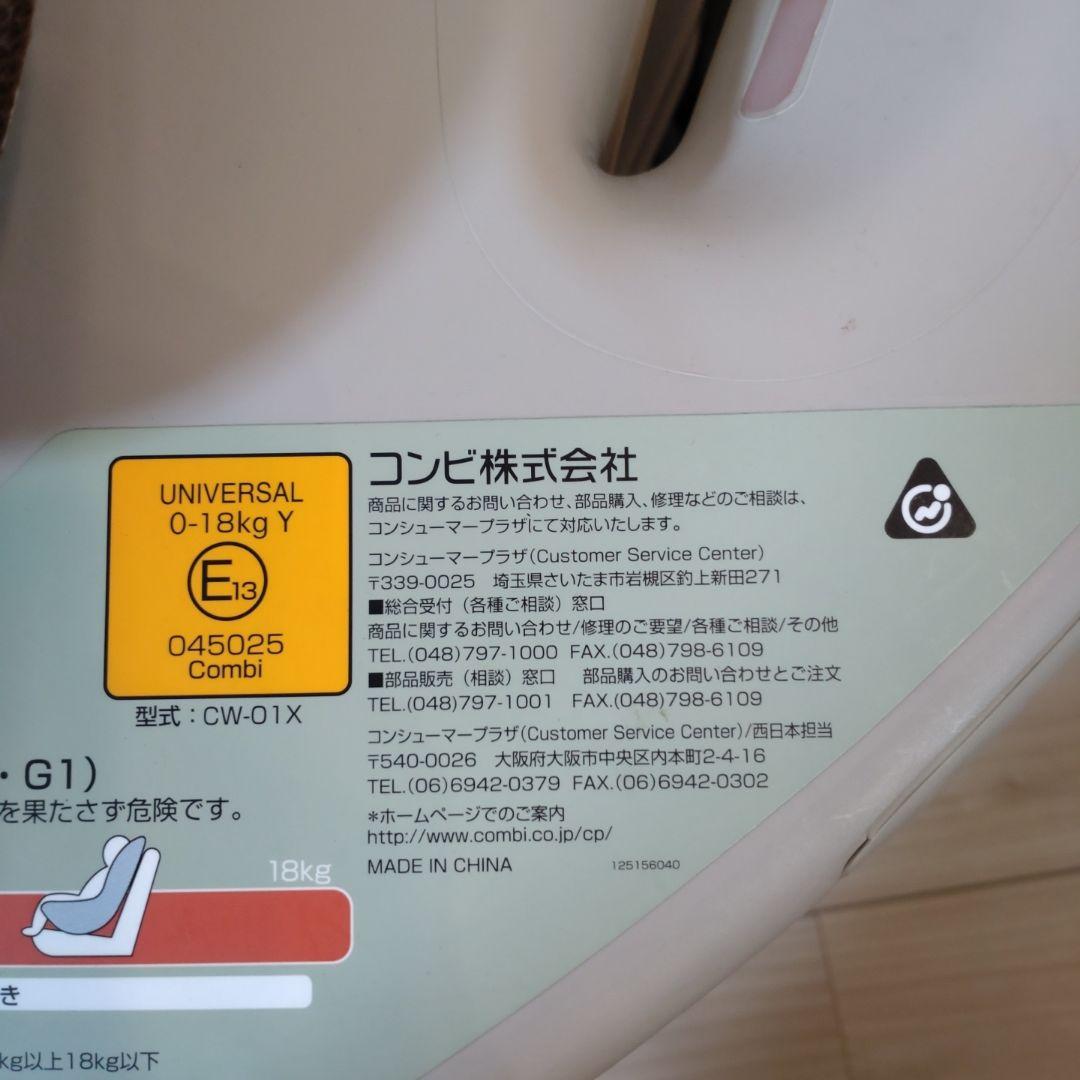 UNIVERSAL
0-18kg Y
E13
045025
Combi
型式：CW-01X
コンビ株式会社
商品に関するお問い合わせ、部品購入、修理などのご相談は、
コンシューマープラザにて対応いたします。
コンシューマープラザ(Customer Service Center)
〒339-0025　埼玉県さいたま市岩槻区釣上新田271
■総合受付（各種ご相談）窓口
商品に関するお問い合わせ/修理のご要望/各種ご相談/その他
TEL.(048)797-1000 FAX.(048)798-6109
■部品販売（相談）窓口　部品購入のお問い合わせとご注文
TEL.(048)797-1001 FAX.(048)798-6109
コンシューマープラザ(Customer Service Center)/西日本担当
〒540-0026　大阪府大阪市中央区内本町2-4-16
TEL.(06)6942-0379 FAX.(06)6942-0302
*ホームページでのご案内
http://www.combi.co.jp/cp/
MADE IN CHINA 125156040
・G1）
を果たさず危険です。
18kg
き
kg以上18kg以下